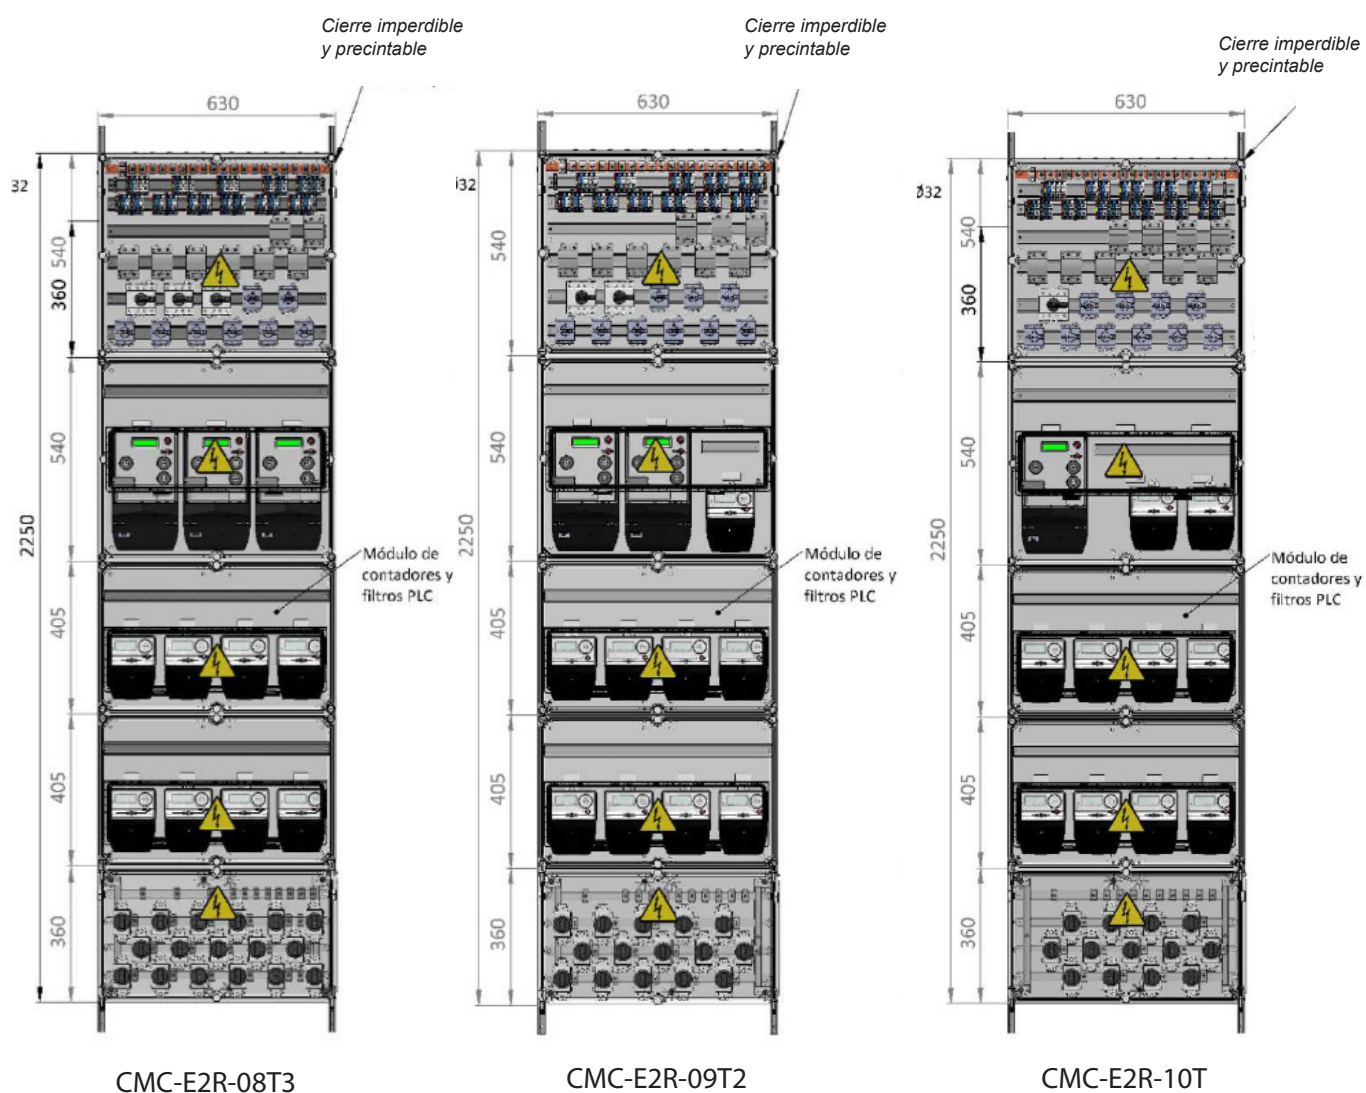 Cierre imperdible
y precintable
Cierre imperdible
y precintable
Cierre imperdible
y precintable
630
630
630
32
540
360
540
2250
405
405
360
Módulo de
contadores y
filtros PLC
032
540
540
2250
405
405
360
Módulo de
contadores y
filtros PLC
032
540
360
540
2250
405
405
360
Módulo de
contadores y
filtros PLC
CMC-E2R-08T3
CMC-E2R-09T2
CMC-E2R-10T